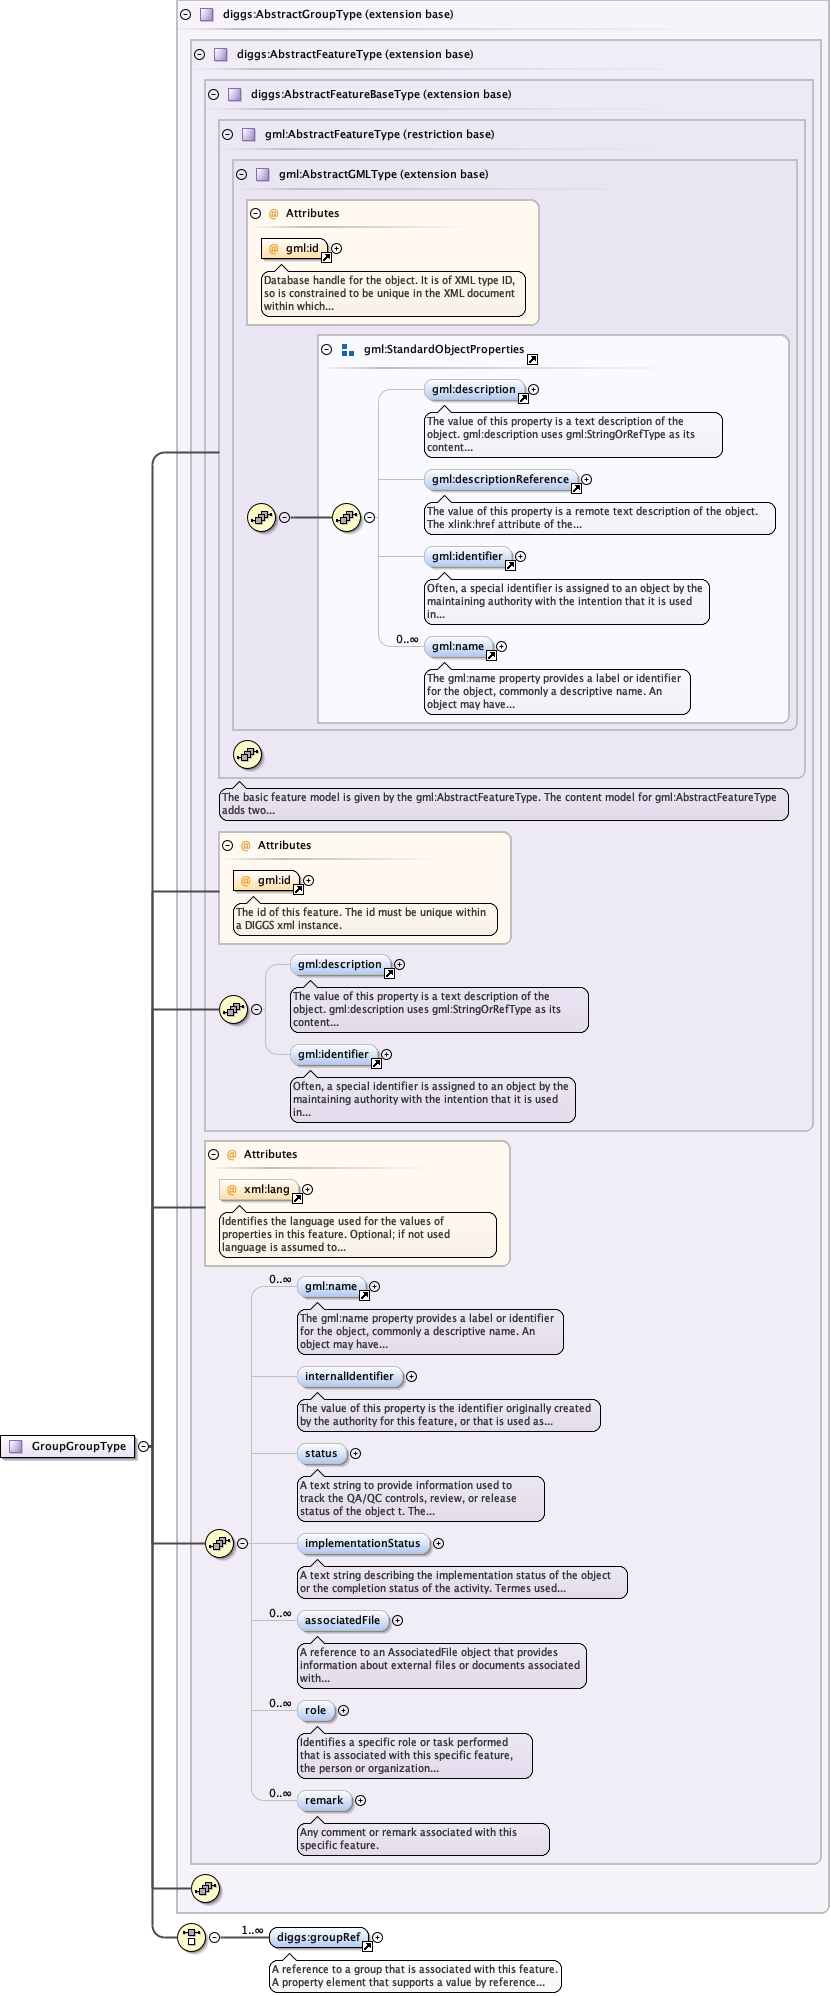 diggs:AbstractGroupType (extension base)
diggs:AbstractFeatureType (extension base)
diggs:AbstractFeatureBaseType (extension base)
gml:AbstractFeatureType (restriction base)
gml:AbstractGMLType (extension base)
@ Attributes
@ gml:id
Database handle for the object. It is of XML type ID,
so is constrained to be unique in the XML document
within which...
gml:StandardObjectProperties
gml:description
The value of this property is a text description of the
object. gml:description uses gml:StringOrRefType as its
content...
gml:descriptionReference
The value of this property is a remote text description of the object.
The xlink:href attribute of the...
gml:identifier
Often, a special identifier is assigned to an object by the
maintaining authority with the intention that it is used
in...
0..∞
gml:name
The gml:name property provides a label or identifier
for the object, commonly a descriptive name. An
object may have...
The basic feature model is given by the gml:AbstractFeatureType. The content model for gml:AbstractFeatureType
adds two...
@ Attributes
@ gml:id
The id of this feature. The id must be unique within
a DIGGS xml instance.
gml:description
The value of this property is a text description of the
object. gml:description uses gml:StringOrRefType as its
content...
gml:identifier
Often, a special identifier is assigned to an object by the
maintaining authority with the intention that it is used
in...
@ Attributes
@ xml:lang
Identifies the language used for the values of
properties in this feature. Optional; if not used
language is assumed to...
0..∞
gml:name
The gml:name property provides a label or identifier
for the object, commonly a descriptive name. An
object may have...
internalIdentifier
The value of this property is the identifier originally created
by the authority for this feature, or that is used as...
GroupGroupType
status
A text string to provide information used to
track the QA/QC controls, review, or release
status of the object t. The...
implementationStatus
A text string describing the implementation status of the object
or the completion status of the activity. Termes used...
0..∞
associatedFile
A reference to an AssociatedFile object that provides
information about external files or documents associated
with...
0..∞
role
Identifies a specific role or task performed
that is associated with this specific feature,
the person or organization...
0..∞
remark
Any comment or remark associated with this
specific feature.
1..∞
diggs:groupRef
A reference to a group that is associated with this feature.
A property element that supports a value by reference...